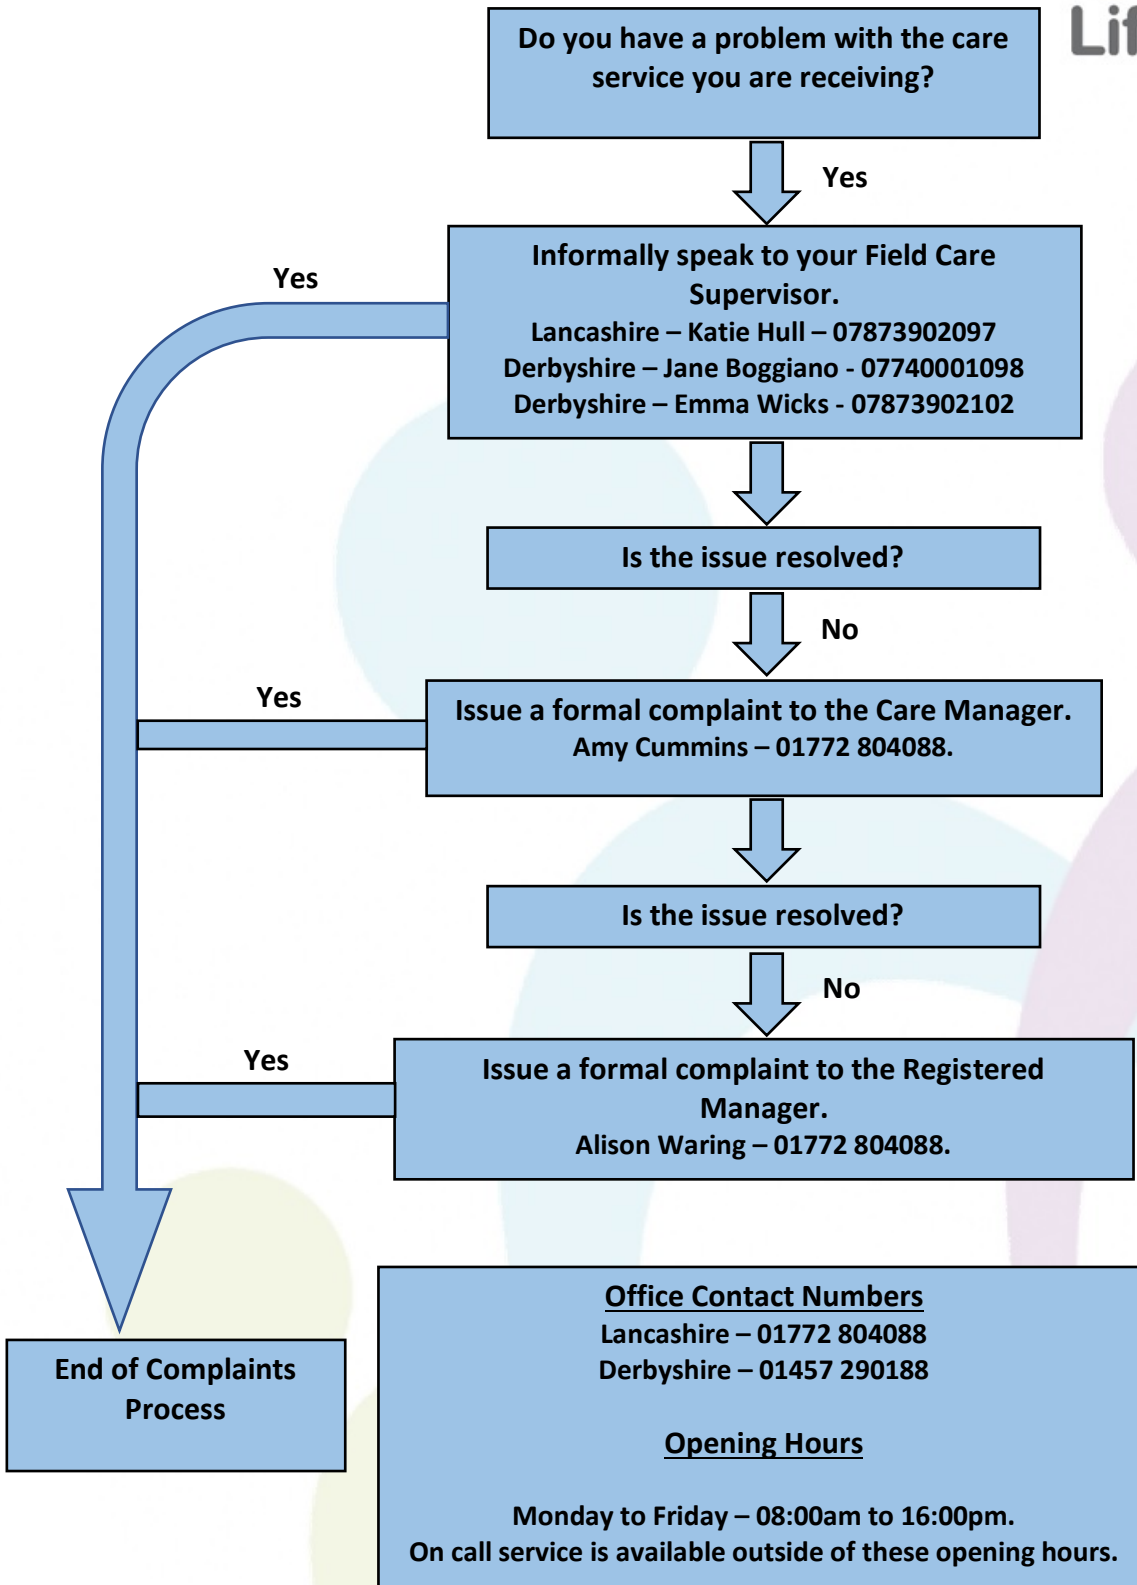 Lif
Do you have a problem with the care
service you are receiving?
Yes
Informally speak to your Field Care
Supervisor.
Lancashire – Katie Hull – 07873902097
Derbyshire – Jane Boggiano - 07740001098
Derbyshire – Emma Wicks - 07873902102
Yes
Is the issue resolved?
No
Issue a formal complaint to the Care Manager.
Amy Cummins – 01772 804088.
Yes
Is the issue resolved?
No
Issue a formal complaint to the Registered
Manager.
Alison Waring – 01772 804088.
Yes
End of Complaints
Process
Office Contact Numbers
Lancashire – 01772 804088
Derbyshire – 01457 290188
Opening Hours
Monday to Friday – 08:00am to 16:00pm.
On call service is available outside of these opening hours.